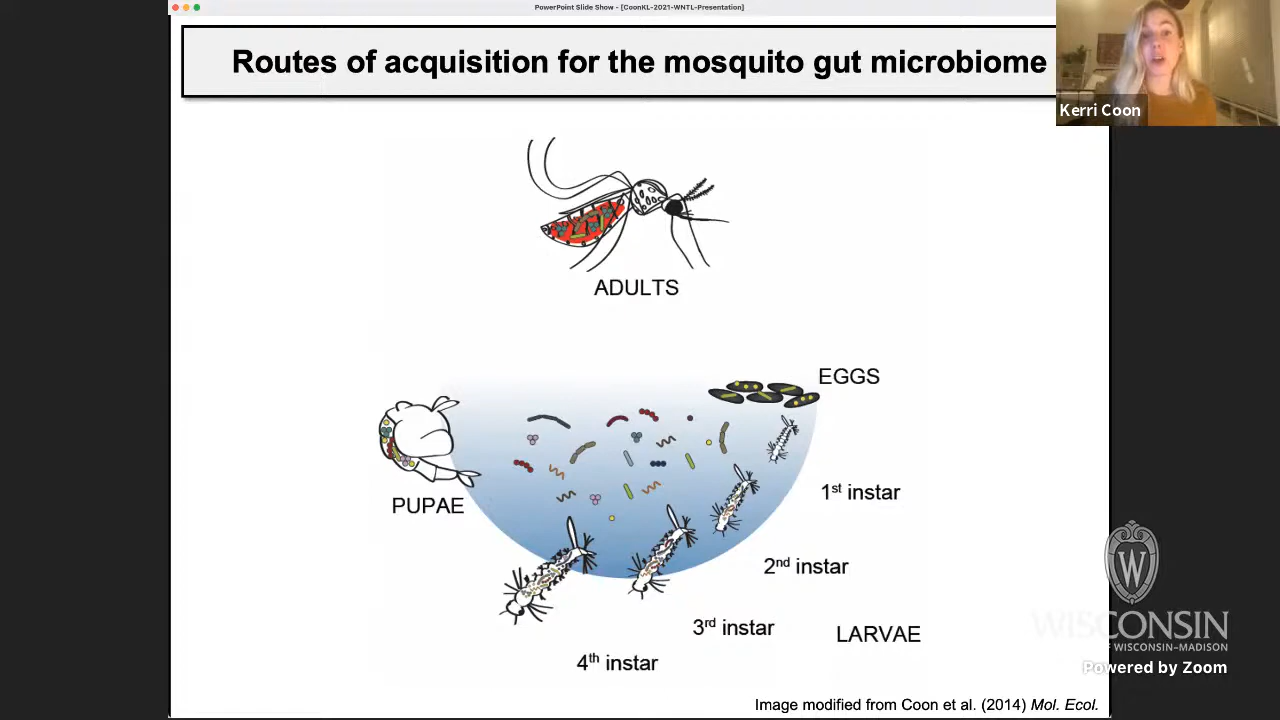 PowerPoint Slide Show - [CoonKL-2021-WNTL-Presentation]
Routes of acquisition for the mosquito gut microbiome
Kerri Coon
ADULTS
EGGS
1st instar
PUPAE
2nd instar
3rd instar
LARVAE
4th instar
W
WISCONSIN
OF WISCONSIN–MADISON
Powered by Zoom
Image modified from Coon et al. (2014) Mol. Ecol.